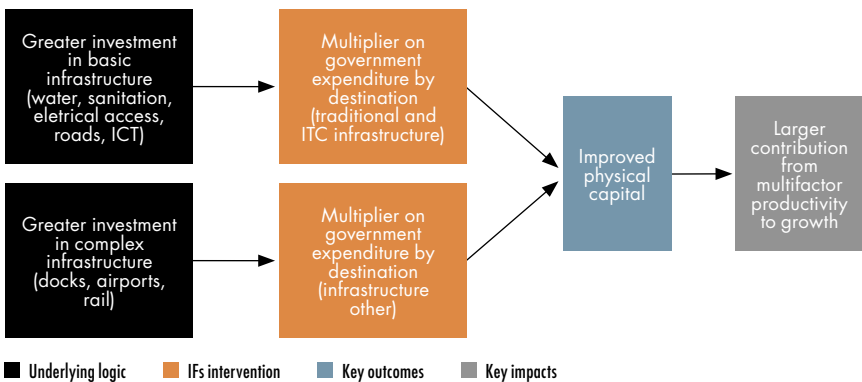 Greater investment
in basic
infrastructure
(water, sanitation,
eletrical access,
roads, ICT)
Multiplier on
government
expenditure by
destination
(traditional and
ITC infrastructure)
Greater investment
in complex
infrastructure
(docks, airports,
rail)
Multiplier on
government
expenditure by
destination
(infrastructure
other)
Improved
physical
capital
Larger
contribution
from
multifactor
productivity
to growth
Underlying logic
IFs intervention
Key outcomes
Key impacts